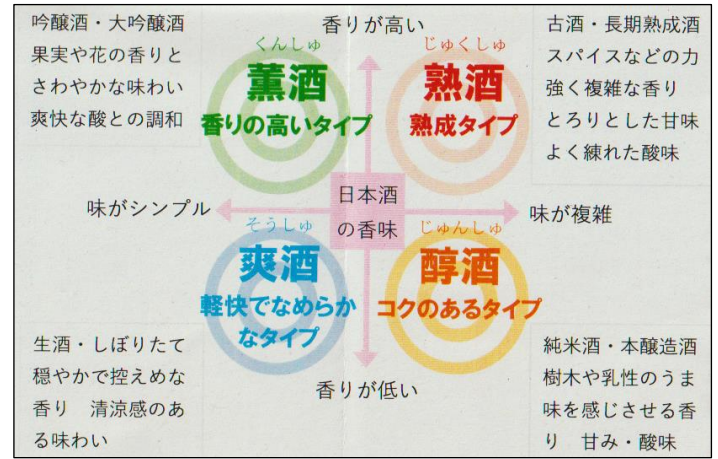 香りが高い
吟醸酒・大吟醸酒
果実や花の香りと
さわやかな味わい
爽快な酸との調和
くんしゅ
薫酒
香りの高いタイプ
じゅくしゅ
熟酒
熟成タイプ
古酒・長期熟成酒
スパイスなどの力
強く複雑な香り
とろりとした甘味
よく練れた酸味
味がシンプル
日本酒
の香味
味が複雑
そうしゅ
爽酒
軽快でなめらか
なタイプ
じゅんしゅ
醇酒
コクのあるタイプ
生酒・しぼりたて
穏やかで控えめな
香り　清涼感のあ
る味わい
香りが低い
純米酒・本醸造酒
樹木や乳性のうま
味を感じさせる香
り　甘み・酸味